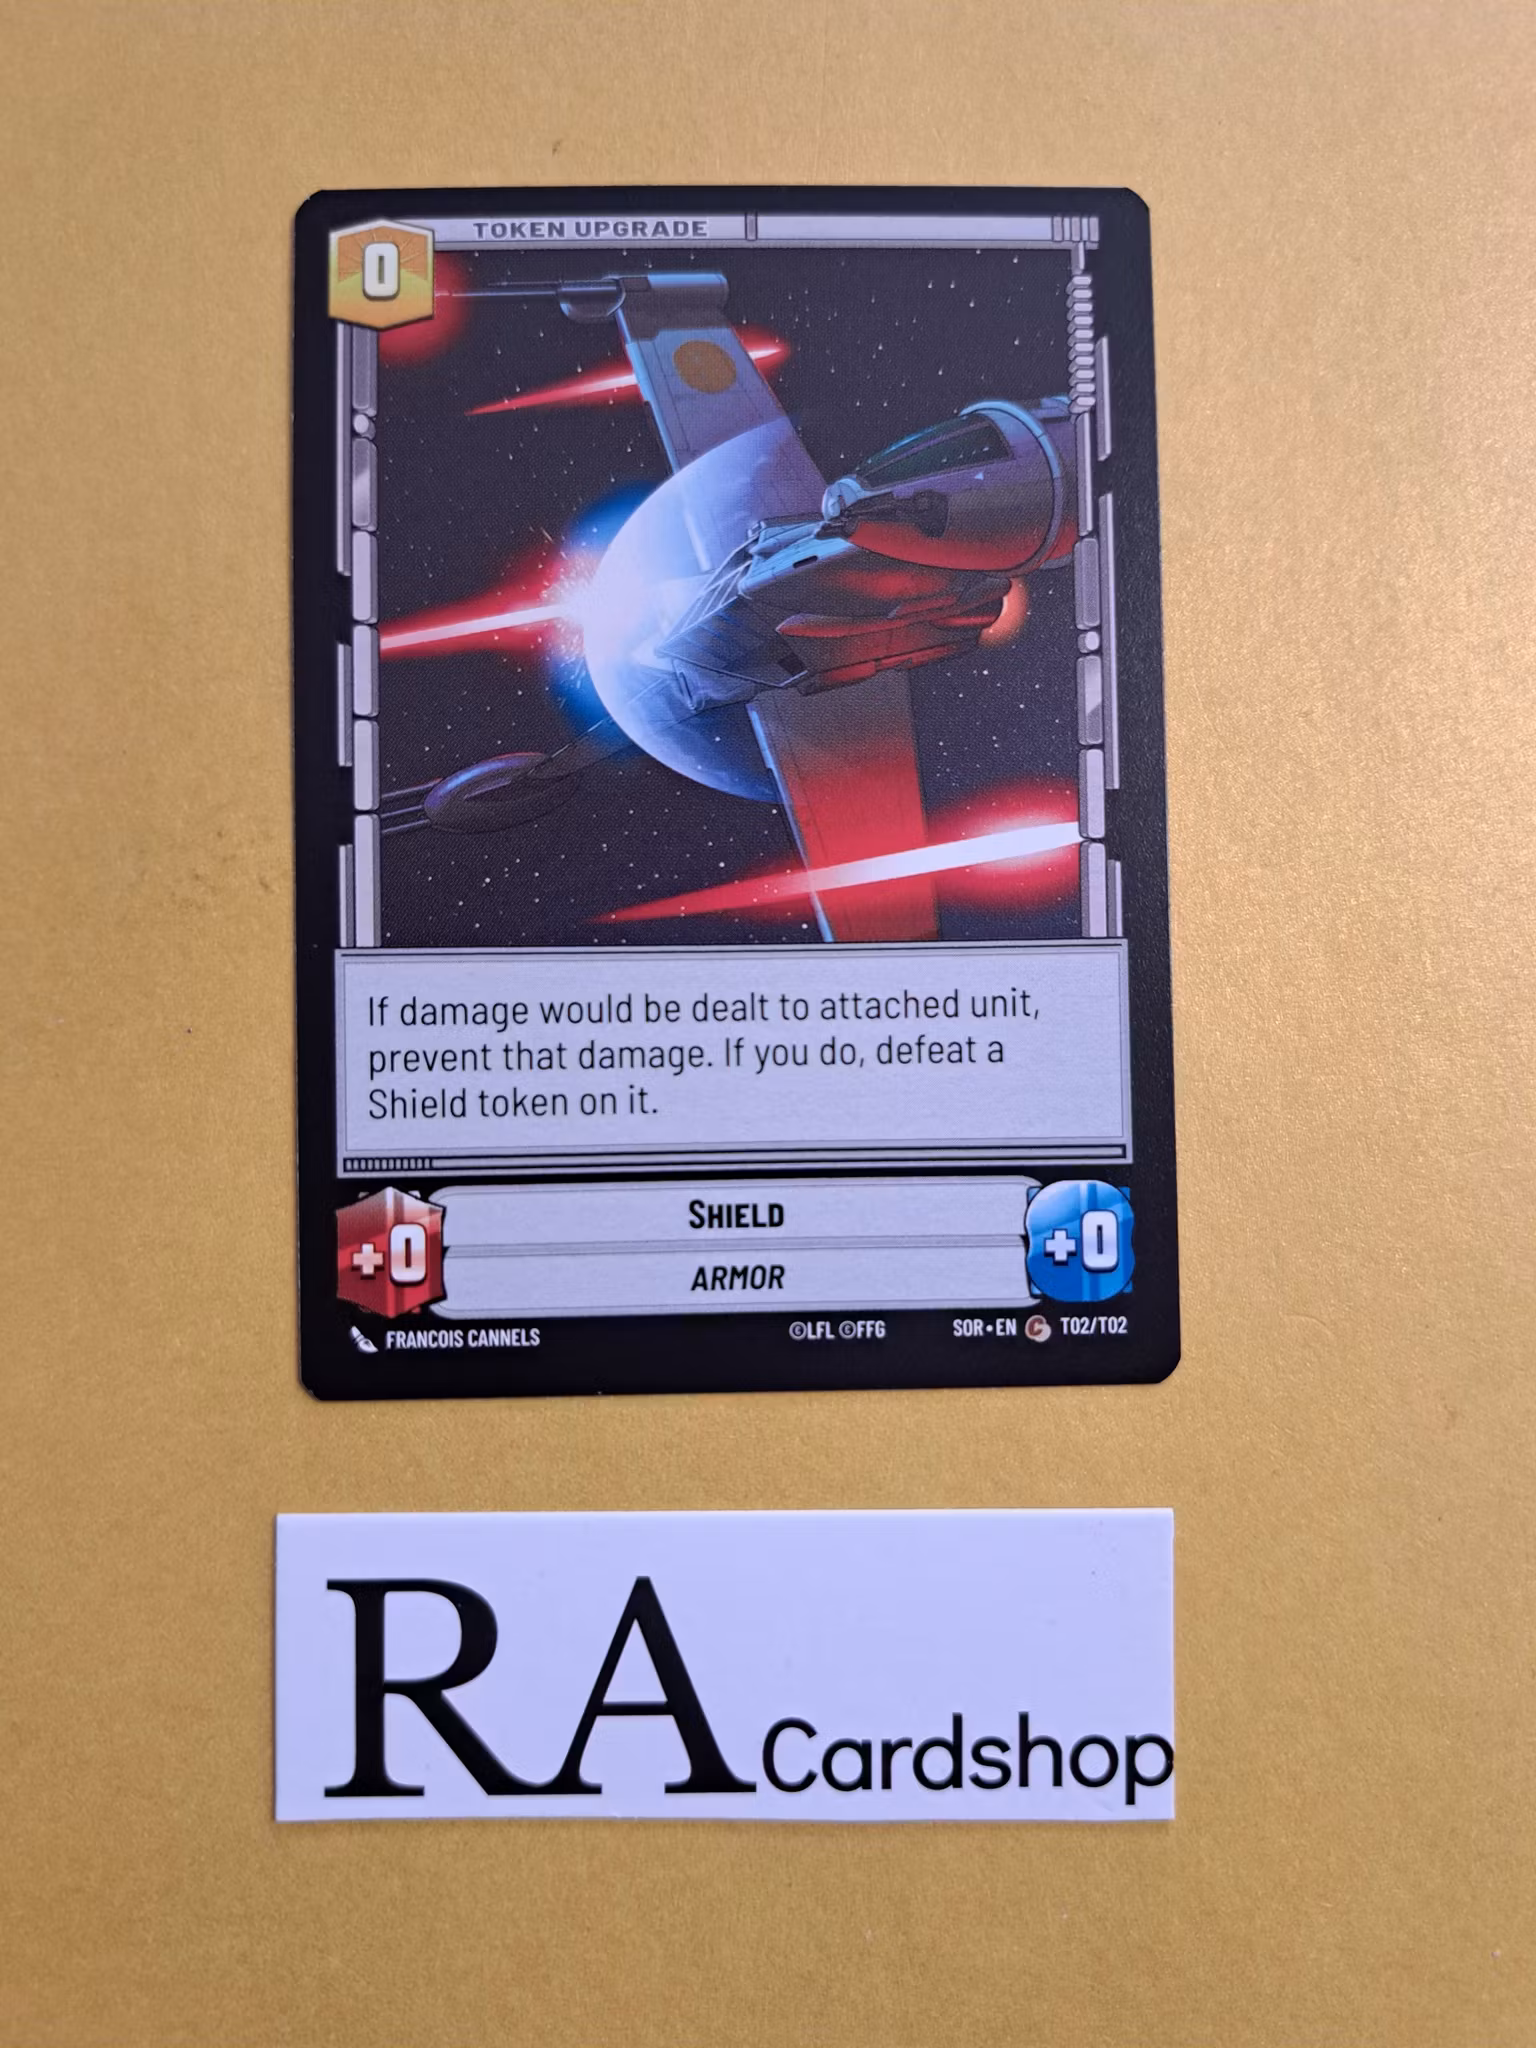 TOKEN UPGRADE
0
If damage would be dealt to attached unit,
prevent that damage. If you do, defeat a
Shield token on it.
+0
SHIELD
+0
ARMOR
FRANCOIS CANNELS
©LFL ©FFG
SOR•EN C T02/T02
RA Cardshop